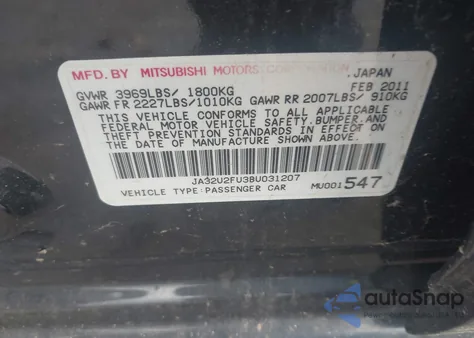 MFD.BY MITSUBISHI MOTORS CORPORATION, JAPAN
GVWR 3969LBS/ 1800KG FEB 2011
GAWR FR 2227LBS/1010KG GAWR RR 2007LBS/ 910KG
THIS VEHICLE CONFORMS TO ALL APPLICABLE
FEDERAL MOTOR VEHICLE SAFETY, BUMPER, AND
THEFT PREVENTION STANDARDS IN EFFECT ON
THE DATE OF MANUFACTURE SHOWN ABOVE.
JA32U2FU3BU031207
VEHICLE TYPE:PASSENGER CAR MU001547
autoSnap
VEHICLE SEARCH